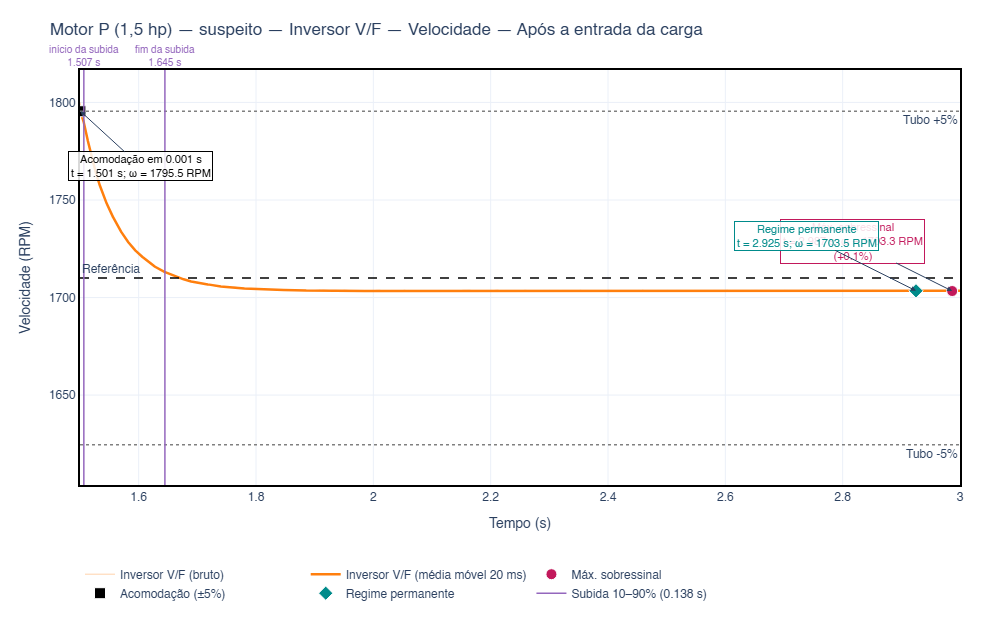 Motor P (1,5 hp) — suspeito — Inversor V/F — Velocidade — Após a entrada da carga
início da subida
1.507 s
fim da subida
1.645 s
1800
1750
1700
1650
Velocidade (RPM)
Tubo +5%
Acomodação em 0.001 s
t = 1.501 s; ω = 1795.5 RPM
Referência
Regime permanente
t = 2.925 s; ω = 1703.5 RPM
3.3 RPM
(+0.1%)
Tubo -5%
1.6
1.8
2
2.2
2.4
2.6
2.8
3
Tempo (s)
Inversor V/F (bruto)
Inversor V/F (média móvel 20 ms)
Máx. sobressinal
Acomodação (±5%)
Regime permanente
Subida 10–90% (0.138 s)